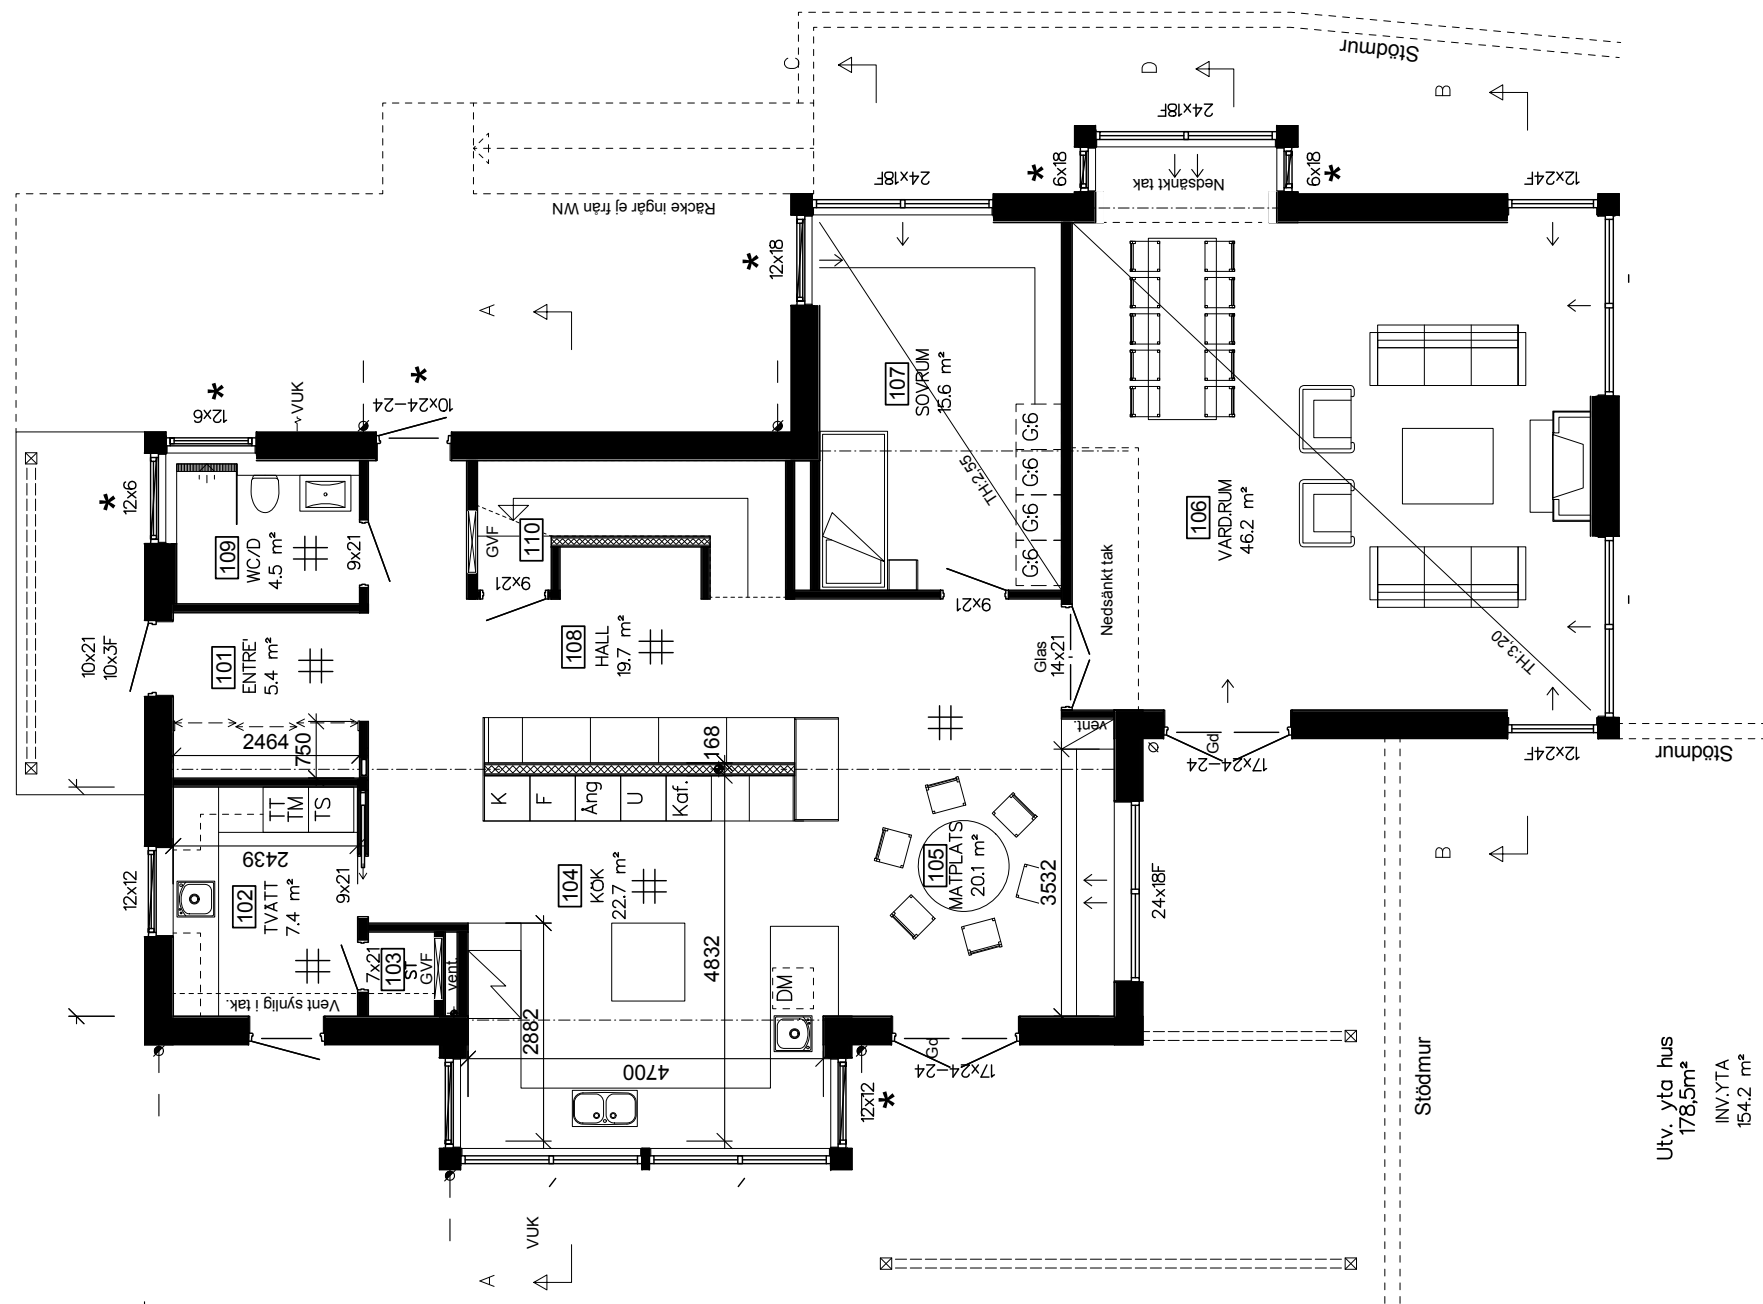 Stödmur
C
D
B
24x18F
24x18F
6x18
6x18
12x24F
Nedsänkt tak
Räcke ingår ej från WN
12x18
A
12x6
VUK
10x24-24
12x6
109
WC/D
4.5 m²
9x21
GVF
110
9x21
107
SOVRUM
15.6 m²
TH:2,55
G:6
G:6
G:6
G:6
9x21
106
VARD.RUM
46.2 m²
TH:3,20
Nedsänkt tak
Glas
14x21
10x21
10x3F
101
ENTRE'
5.4 m²
108
HALL
19.7 m²
2464
750
168
K
F
Ång
U
Kaf.
TT
TM
TS
2439
9x21
12x12
102
TVÄTT
7.4 m²
7x21
103
ST
GVF
vent.
Vent synlig i tak.
104
KÖK
22.7 m²
4832
2882
4700
DM
105
MATPLATS
20.1 m²
3532
vent.
Gd
17x24-24
12x24F
Stödmur
24x18F
B
Gd
17x24-24
12x12
VUK
A
Stödmur
Utv. yta hus
178,5m²
INV.YTA
154.2 m²